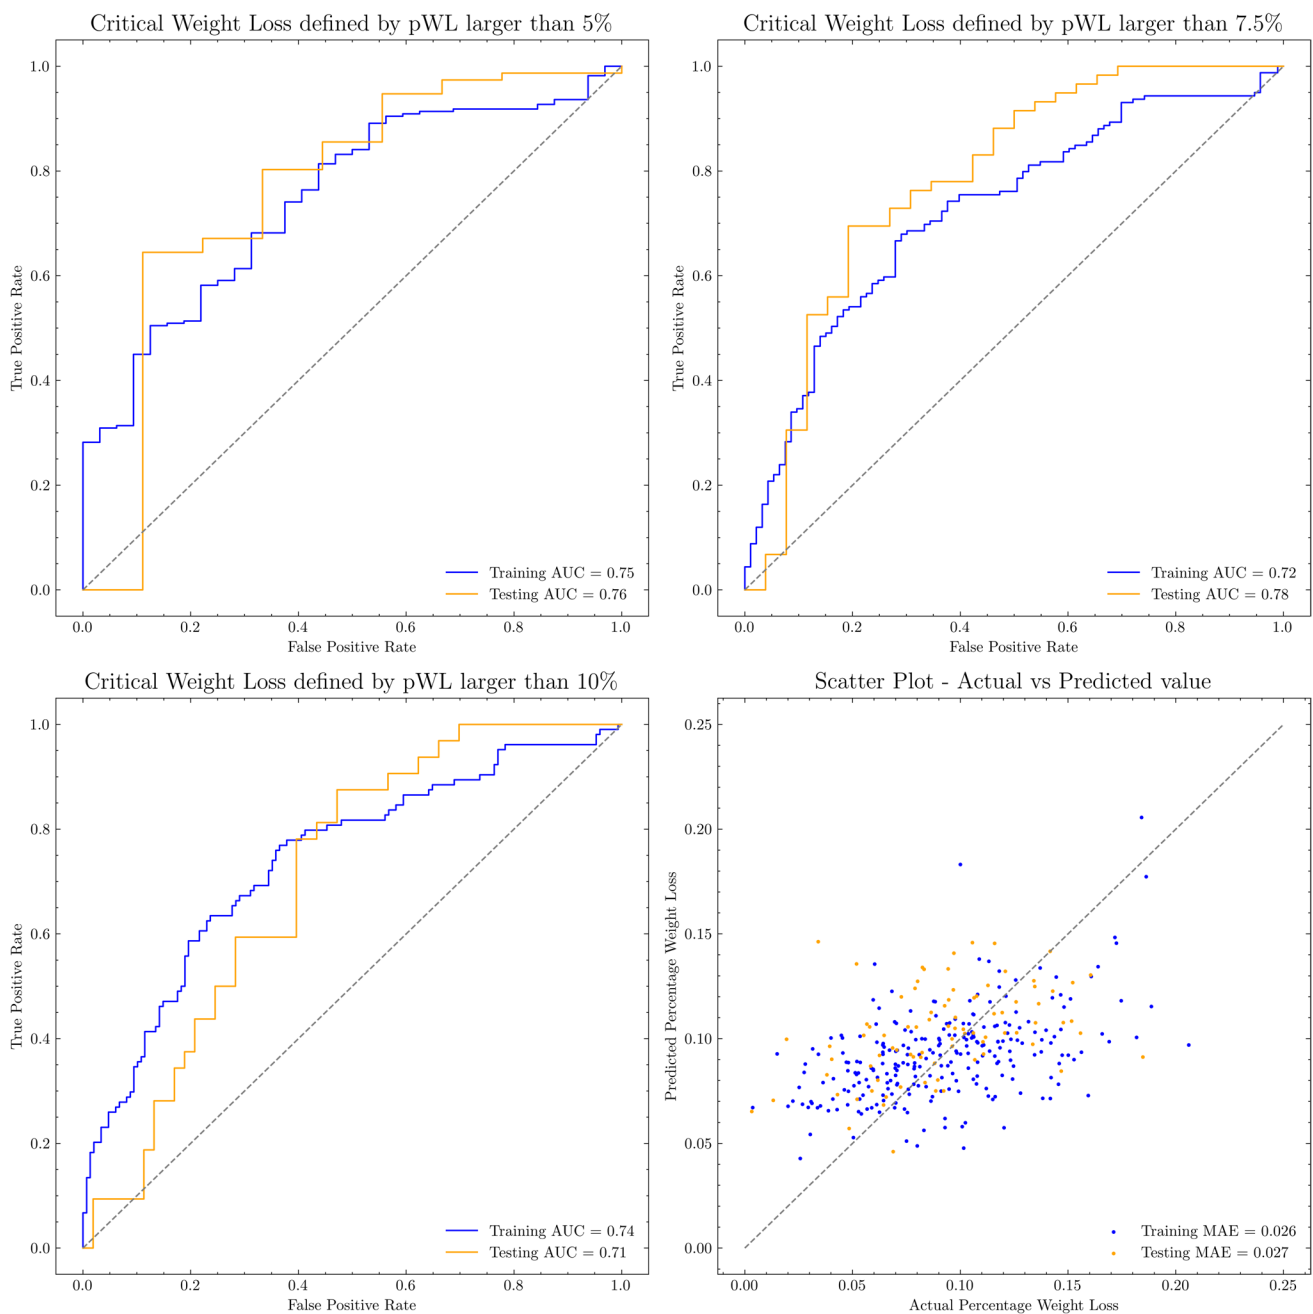 Critical Weight Loss defined by pWL larger than 5%
1.0
0.8
0.6
0.4
0.2
0.0
True Positive Rate
Training AUC = 0.75
Testing AUC = 0.76
0.0 0.2 0.4 0.6 0.8 1.0
False Positive Rate
Critical Weight Loss defined by pWL larger than 7.5%
1.0
0.8
0.6
0.4
0.2
0.0
True Positive Rate
Training AUC = 0.72
Testing AUC = 0.78
0.0 0.2 0.4 0.6 0.8 1.0
False Positive Rate
Critical Weight Loss defined by pWL larger than 10%
1.0
0.8
0.6
0.4
0.2
0.0
True Positive Rate
Training AUC = 0.74
Testing AUC = 0.71
0.0 0.2 0.4 0.6 0.8 1.0
False Positive Rate
Scatter Plot - Actual vs Predicted value
0.25
0.20
0.15
0.10
0.05
0.00
Predicted Percentage Weight Loss
Training MAE = 0.026
Testing MAE = 0.027
0.00 0.05 0.10 0.15 0.20 0.25
Actual Percentage Weight Loss